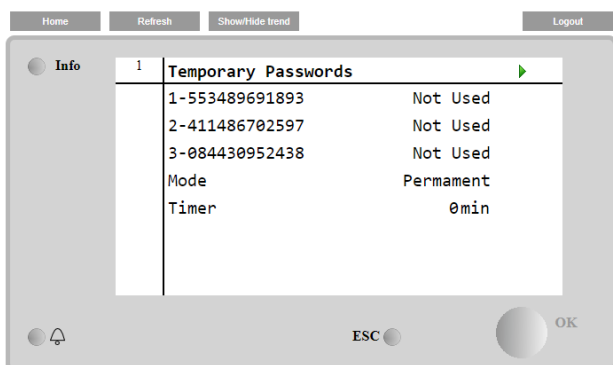 Home Refresh Show/Hide trend Logout
Info 1 Temporary Passwords
1-553489691893 Not Used
2-411486702597 Not Used
3-084430952438 Not Used
Mode Permament
Timer 0min
ESC OK